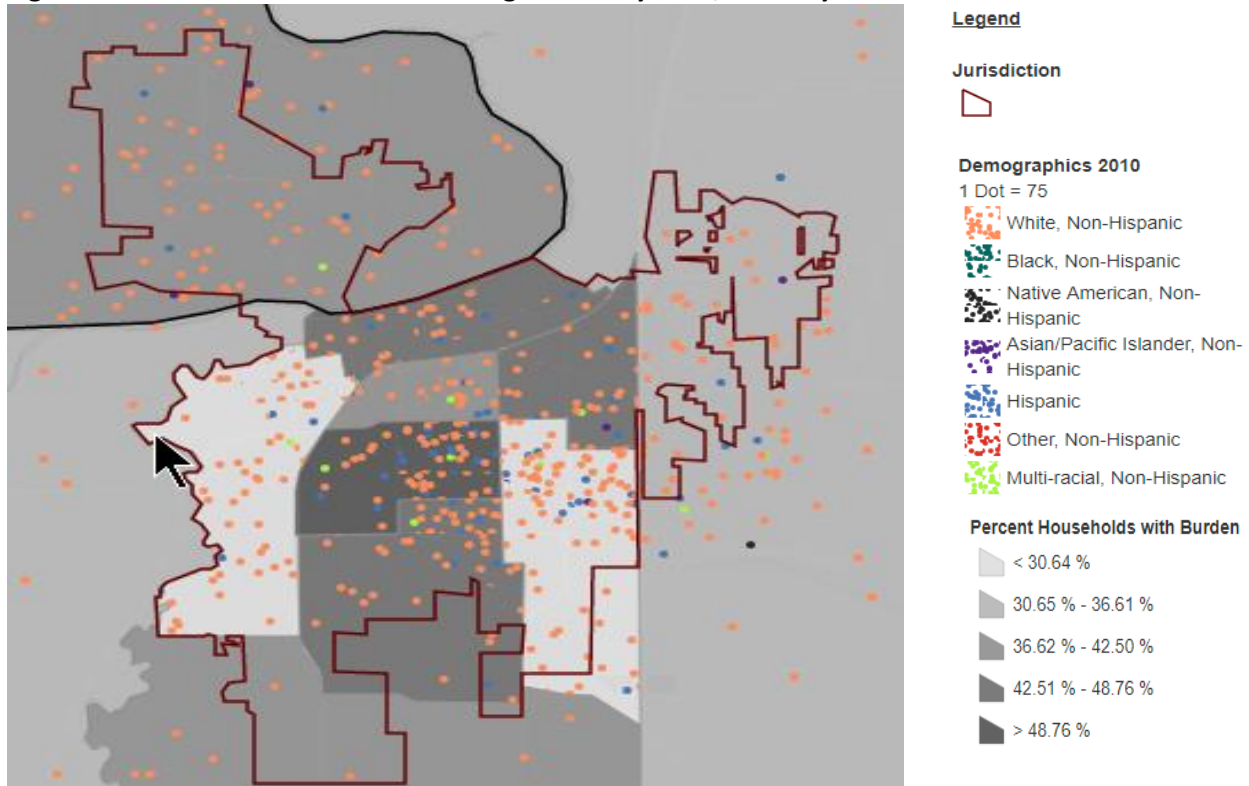 Legend
Jurisdiction
Demographics 2010
1 Dot = 75
White, Non-Hispanic
Black, Non-Hispanic
Native American, Non-
Hispanic
Asian/Pacific Islander, Non-
Hispanic
Hispanic
Other, Non-Hispanic
Multi-racial, Non-Hispanic
Percent Households with Burden
< 30.64 %
30.65 % - 36.61 %
36.62 % - 42.50 %
42.51 % - 48.76 %
> 48.76 %